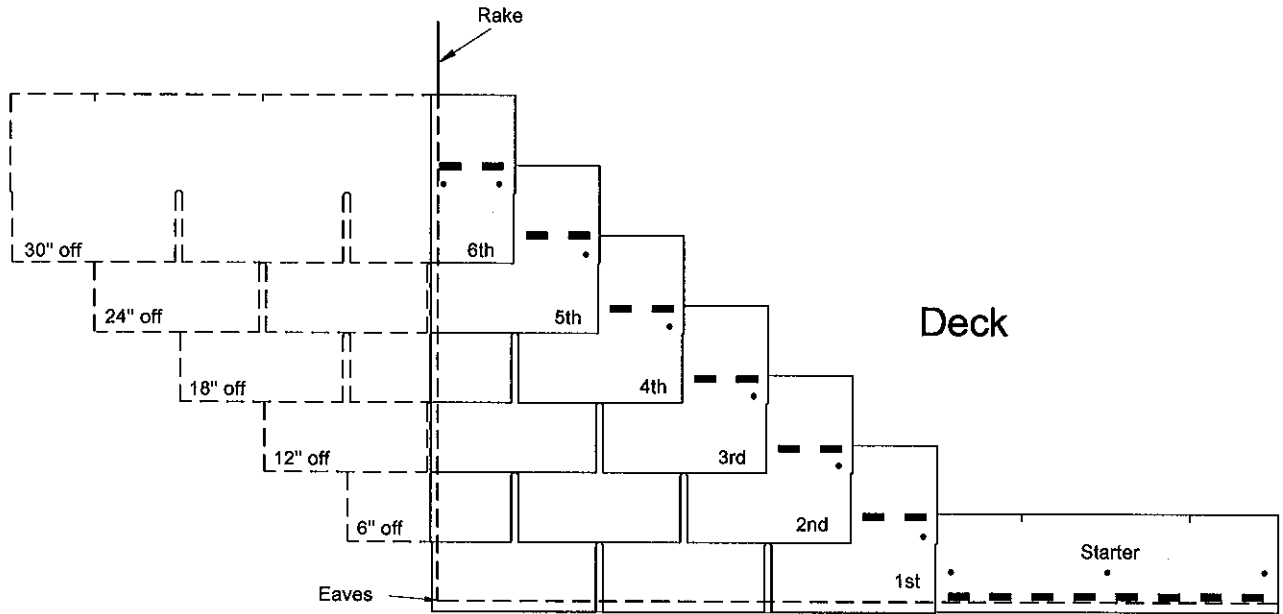 Rake
30" off
6th
24" off
5th
Deck
18" off
4th
12" off
3rd
6" off
2nd
Starter
1st
Eaves